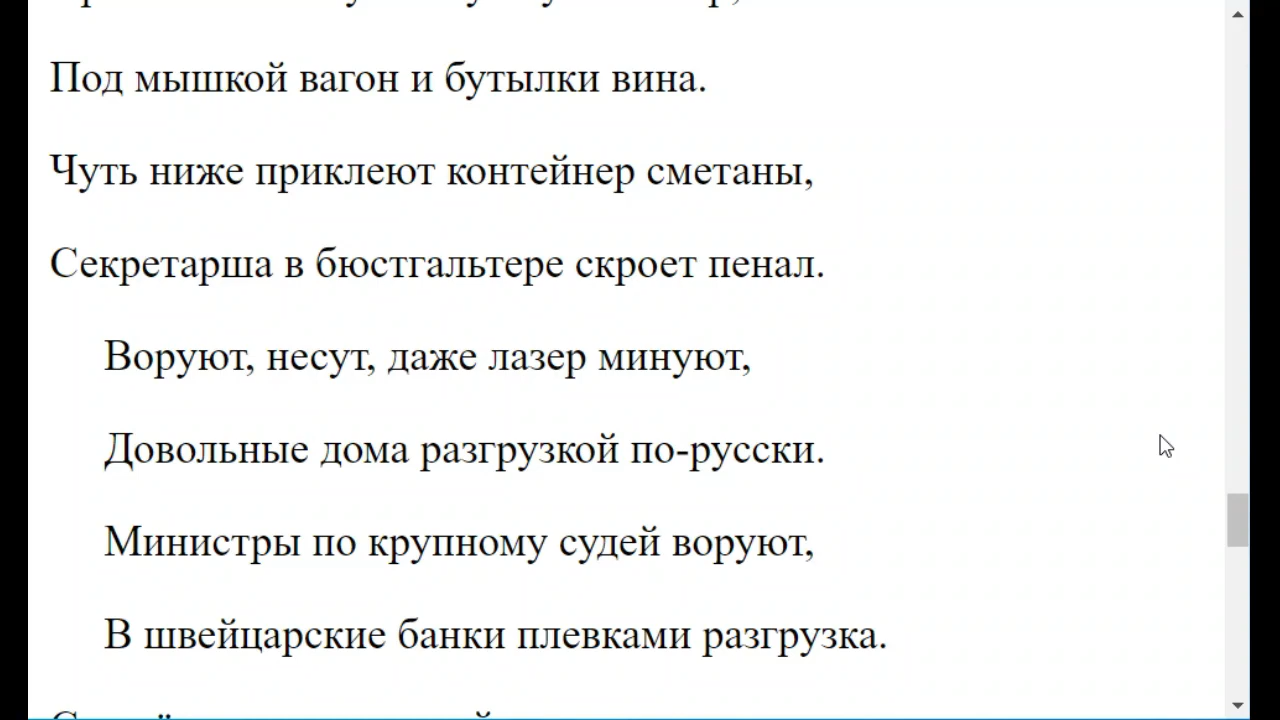 Под мышкой вагон и бутылки вина.
Чуть ниже приклеют контейнер сметаны,
Секретарша в бюстгальтере скроет пенал.
Воруют, несут, даже лазер минуют,
Довольные дома разгрузкой по-русски.
Министры по крупному судей воруют,
В швейцарские банки плевками разгрузка.